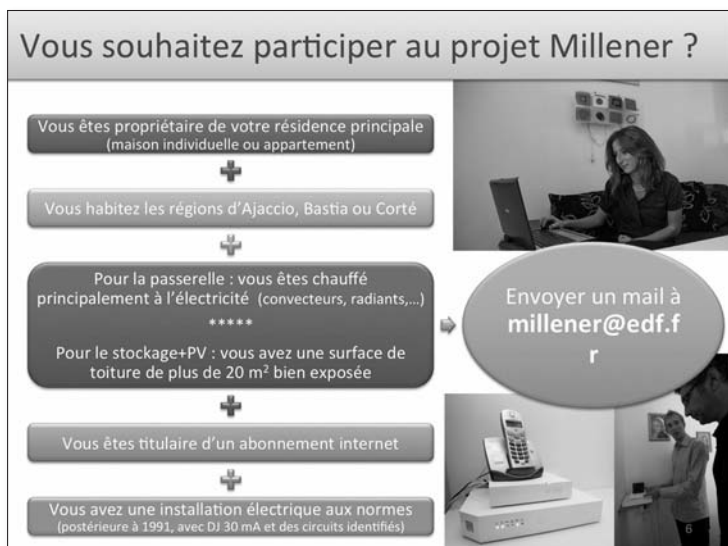 Vous souhaitez participer au projet Millener ?
Vous êtes propriétaire de votre résidence principale
(maison individuelle ou appartement)
Vous habitez les régions d'Ajaccio, Bastia ou Corté
Pour la passerelle : vous êtes chauffé
principalement à l'électricité (convecteurs, radiants,…)
*****
Pour le stockage+PV : vous avez une surface de
toiture de plus de 20 m² bien exposée
Vous êtes titulaire d'un abonnement internet
Vous avez une installation électrique aux normes
(postérieure à 1991, avec DJ 30 mA et des circuits identifiés)
Envoyer un mail à
millener@edf.f
r
6